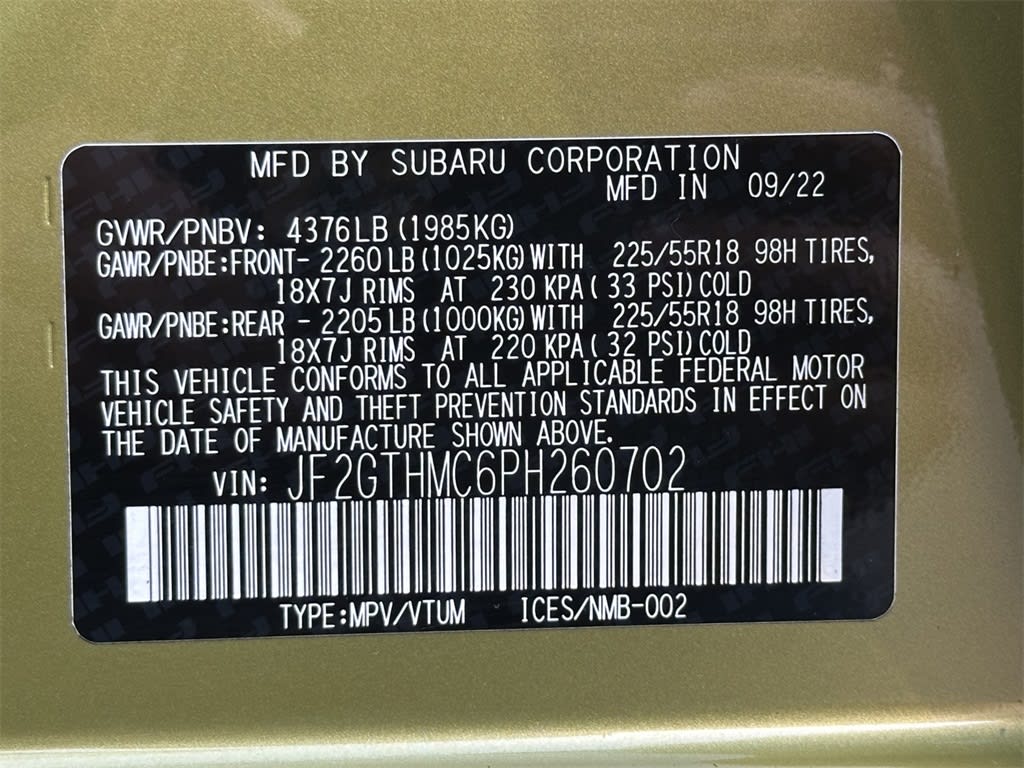 MFD BY SUBARU CORPORATION
MFD IN 09/22
GVWR/PNBV: 4376LB (1985KG)
GAWR/PNBE:FRONT- 2260 LB (1025KG) WITH 225/55R18 98H TIRES,
18X7J RIMS AT 230 KPA( 33 PSI) COLD
GAWR/PNBE:REAR - 2205 LB (1000KG) WITH 225/55R18 98H TIRES,
18X7J RIMS AT 220 KPA( 32 PSI) COLD
THIS VEHICLE CONFORMS TO ALL APPLICABLE FEDERAL MOTOR
VEHICLE SAFETY AND THEFT PREVENTION STANDARDS IN EFFECT ON
THE DATE OF MANUFACTURE SHOWN ABOVE.
VIN: JF2GTHMC6PH260702
TYPE:MPV/VTUM ICES/NMB-002